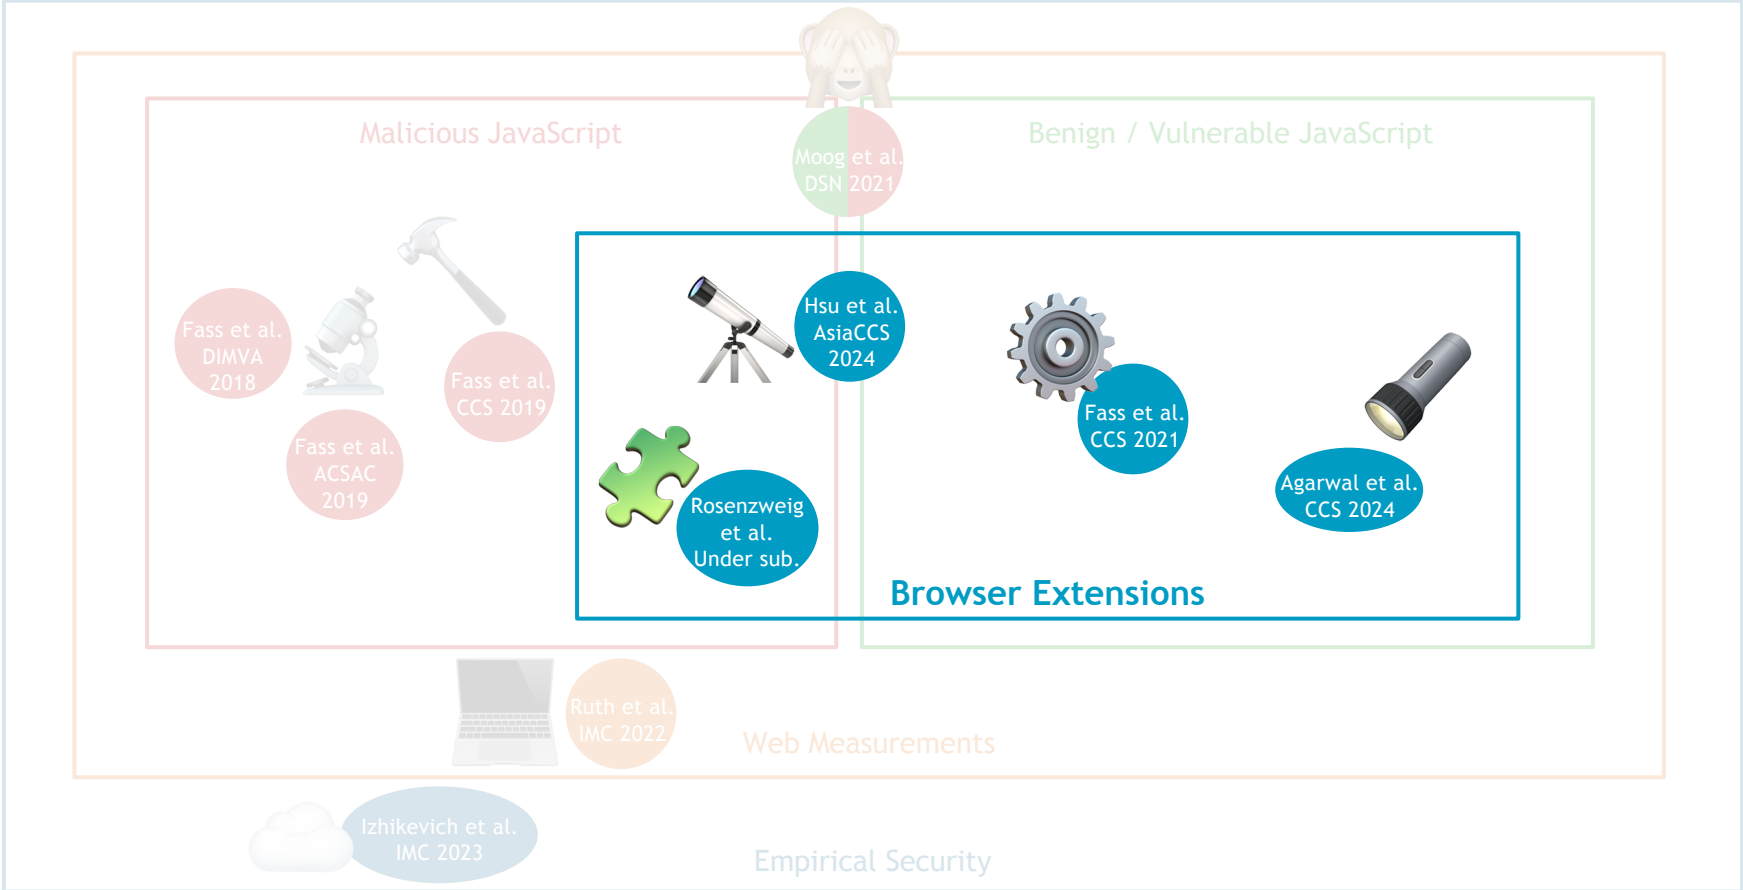 Malicious JavaScript
Benign / Vulnerable JavaScript
Moog et al.
DSN 2021
Fass et al.
DIMVA
2018
Fass et al.
CCS 2019
Fass et al.
ACSAC
2019
Hsu et al.
AsiaCCS
2024
Fass et al.
CCS 2021
Agarwal et al.
CCS 2024
Rosenzweig
et al.
Under sub.
Browser Extensions
Ruth et al.
IMC 2022
Web Measurements
Izhikevich et al.
IMC 2023
Empirical Security